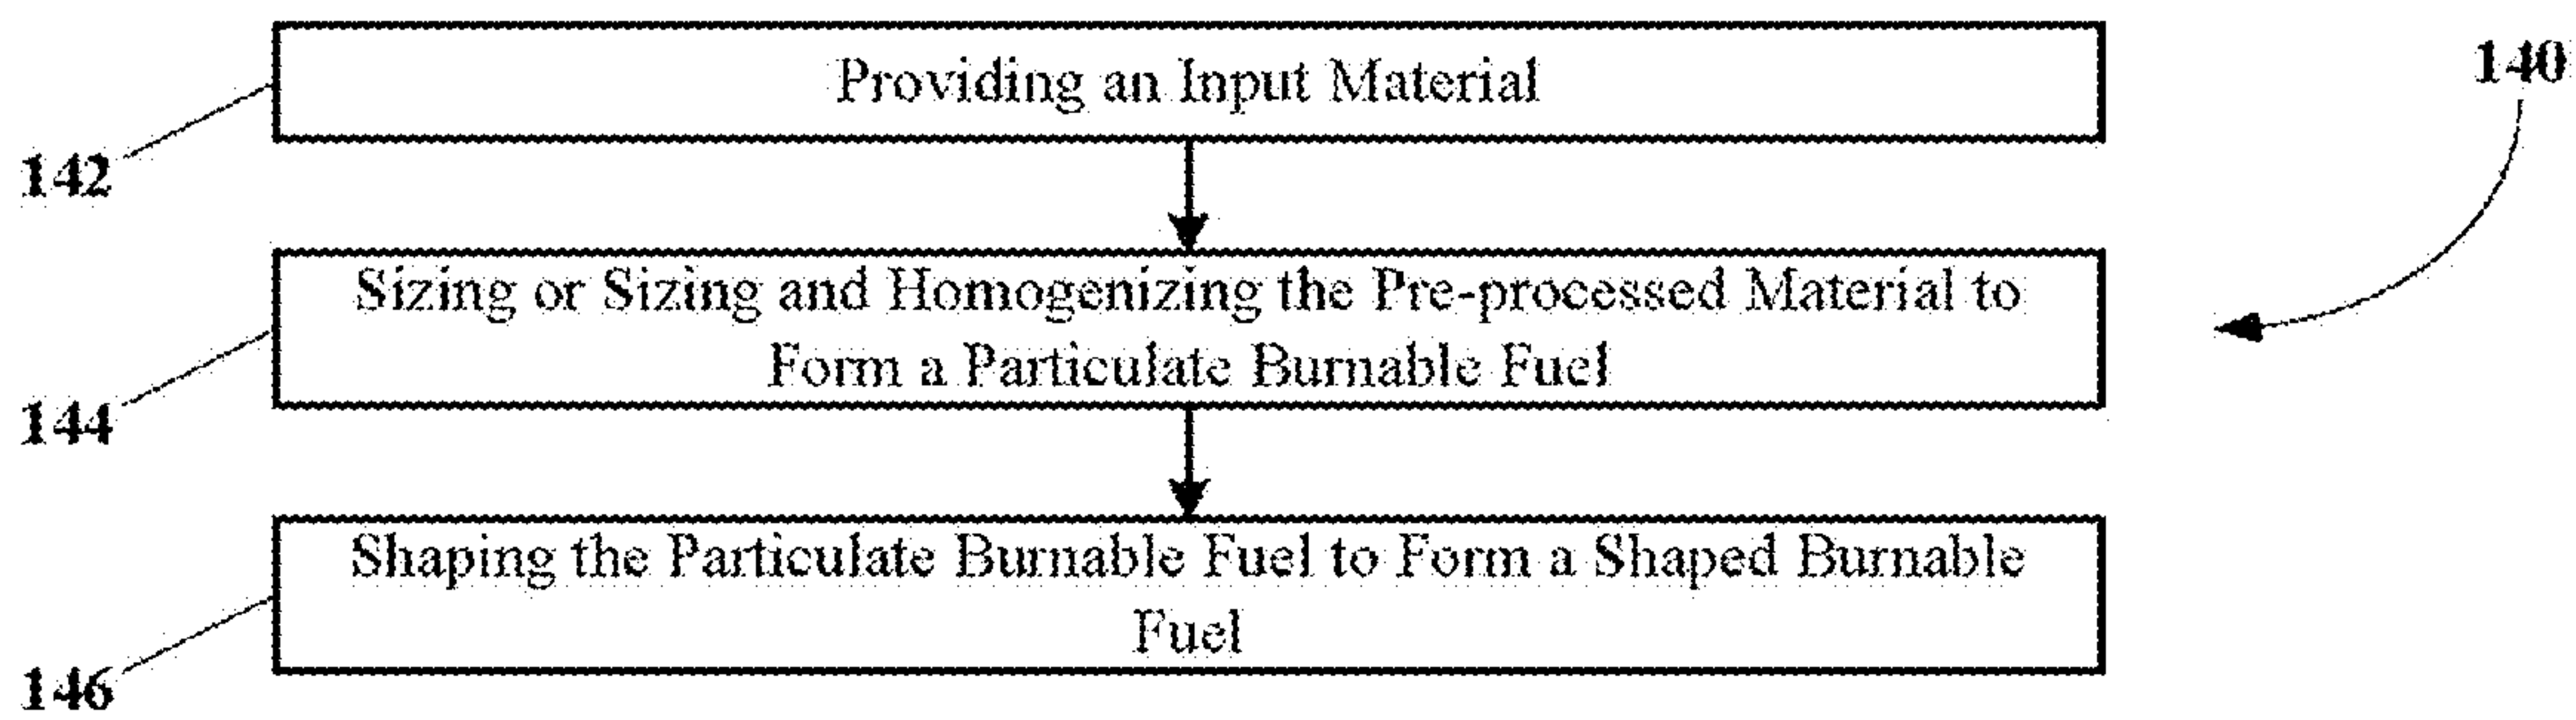 Providing an Input Material
140
142
Sizing or Sizing and Homogenizing the Pre-processed Material to
Form a Particulate Burnable Fuel
144
Shaping the Particulate Burnable Fuel to Form a Shaped Burnable
Fuel
146